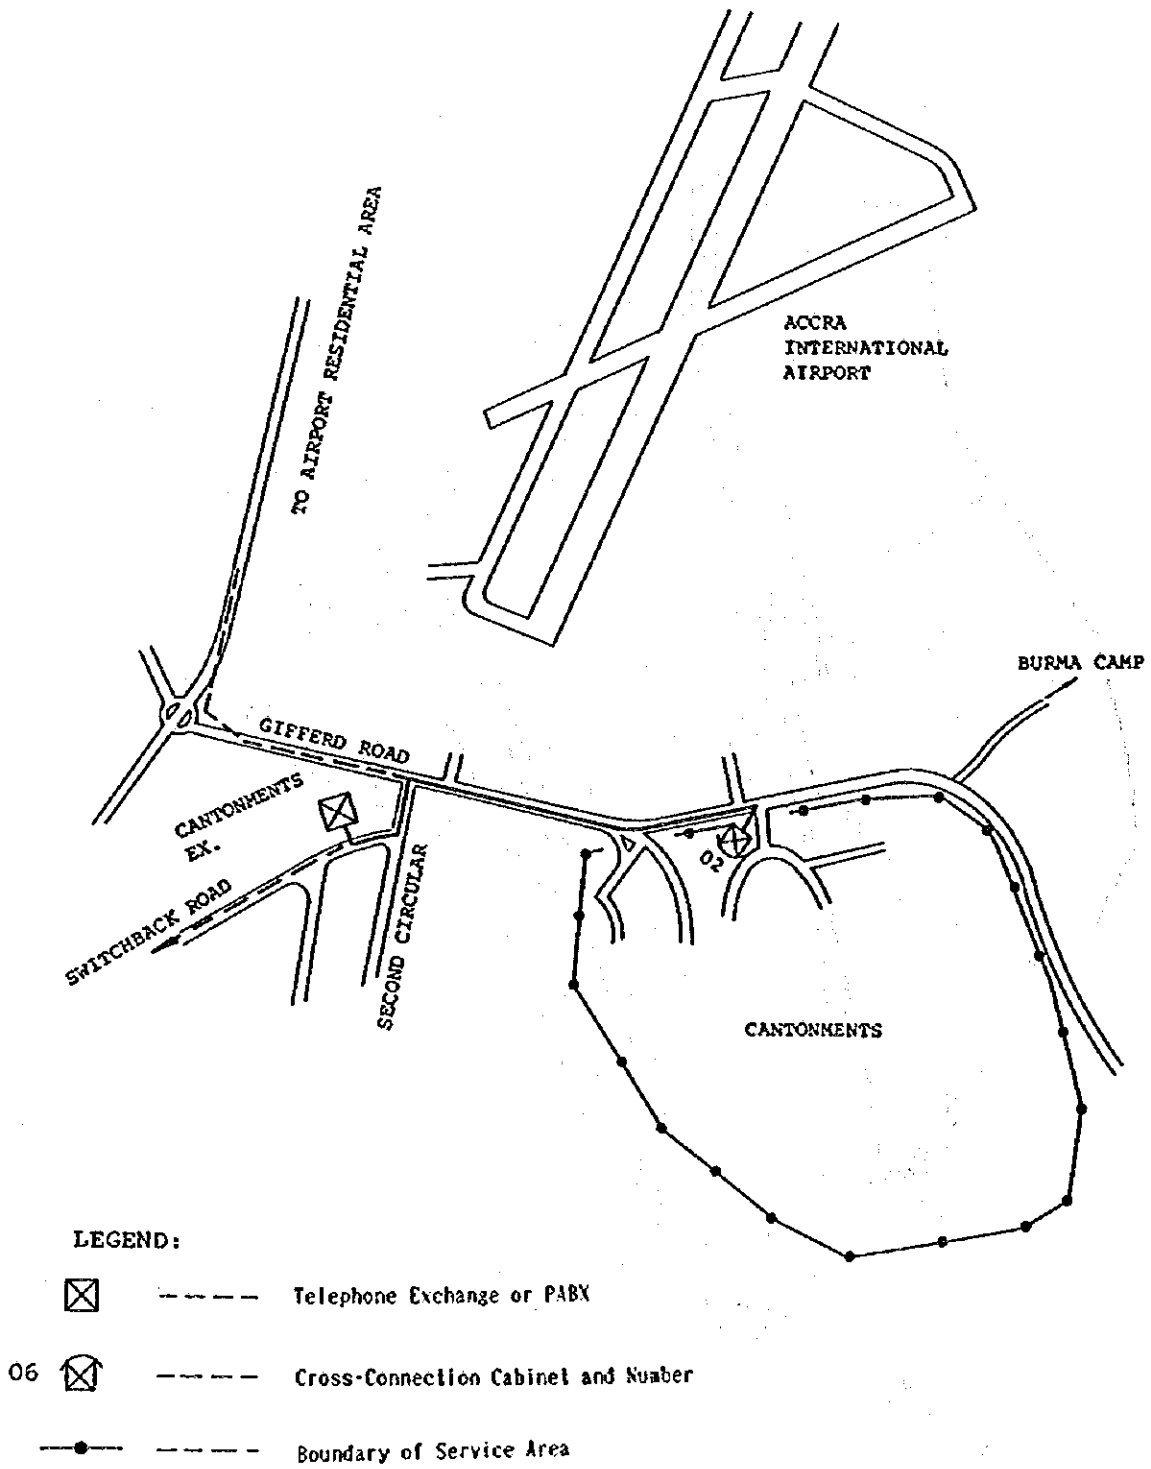 TO AIRPORT RESIDENTIAL AREA
ACCRA
INTERNATIONAL
AIRPORT
BURMA CAMP
GIFFERD ROAD
CANTONMENTS
EX.
02
SWITCHBACK ROAD
SECOND CIRCULAR
CANTONMENTS
LEGEND:
Telephone Exchange or PABX
06 Cross-Connection Cabinet and Number
Boundary of Service Area